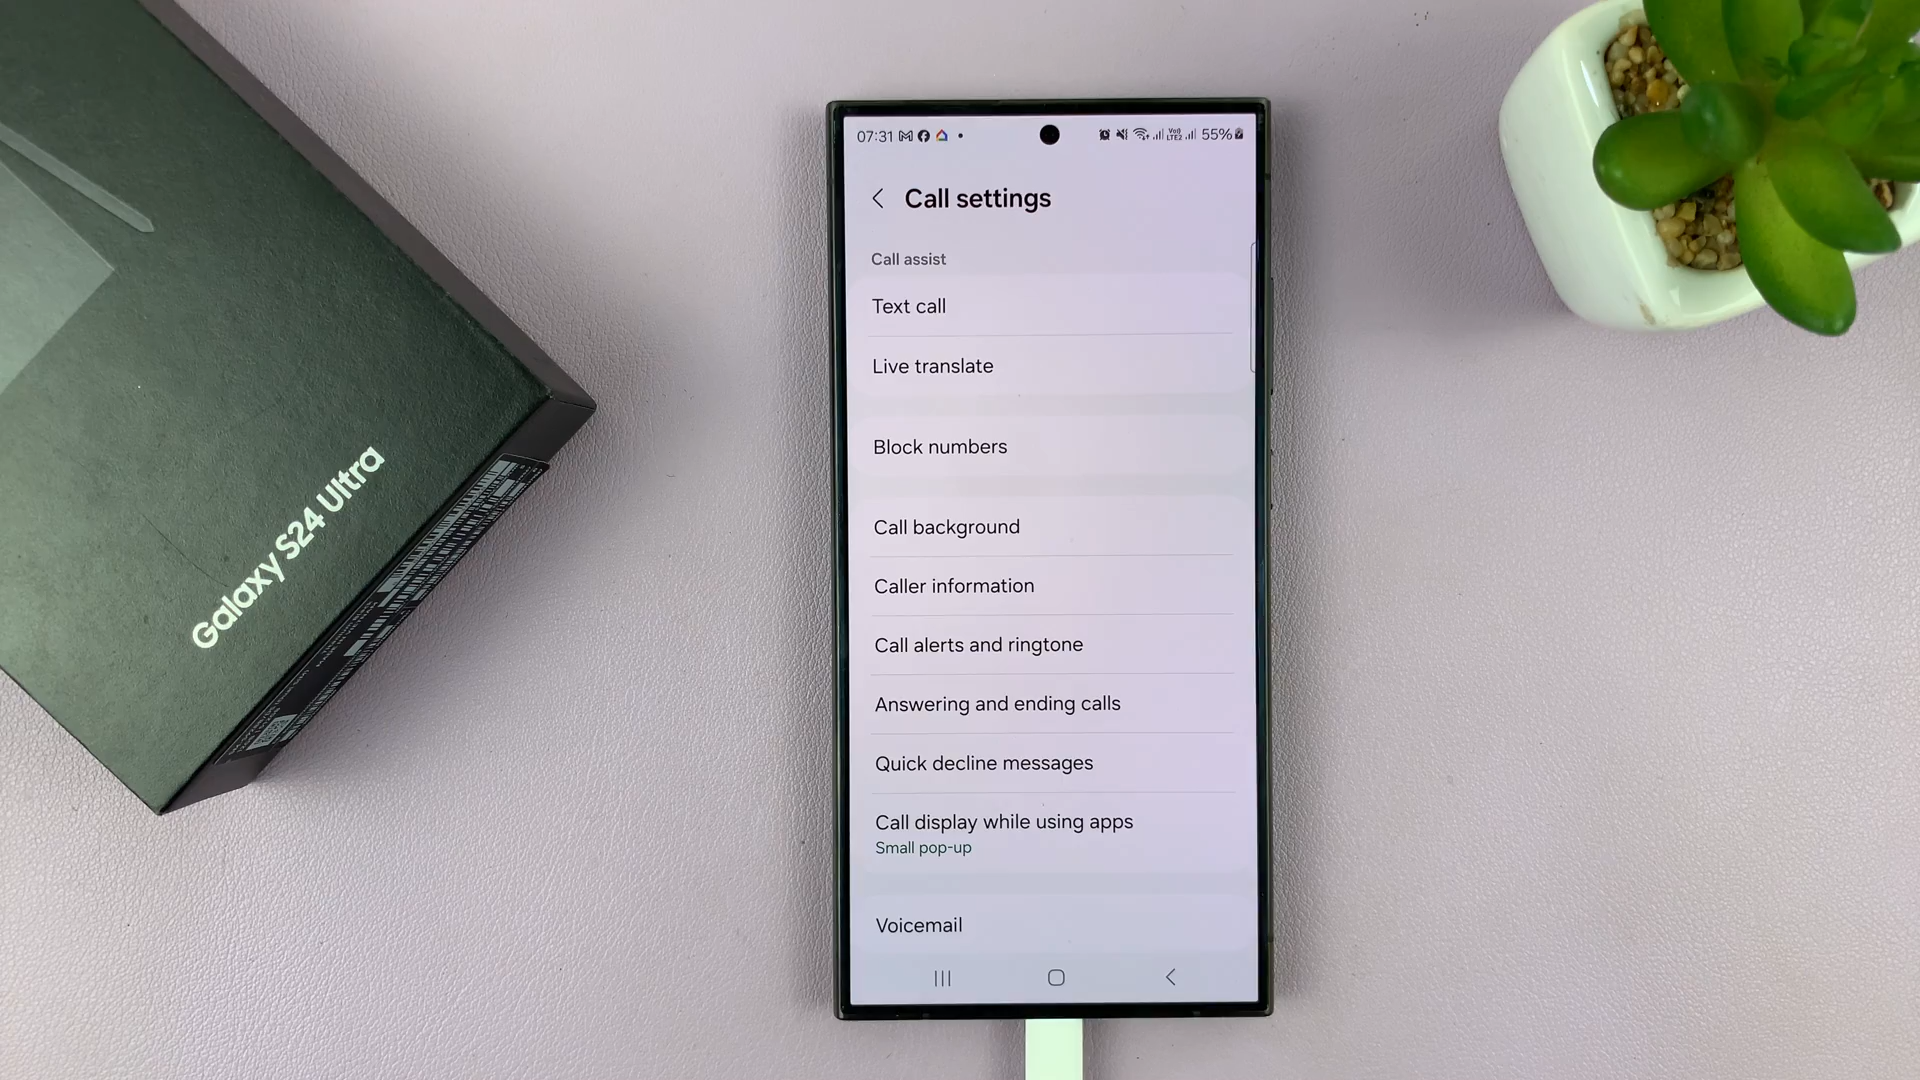 Galaxy S24 Ultra
07:31
55%
Call settings
Call assist
Text call
Live translate
Block numbers
Call background
Caller information
Call alerts and ringtone
Answering and ending calls
Quick decline messages
Call display while using apps
Small pop-up
Voicemail